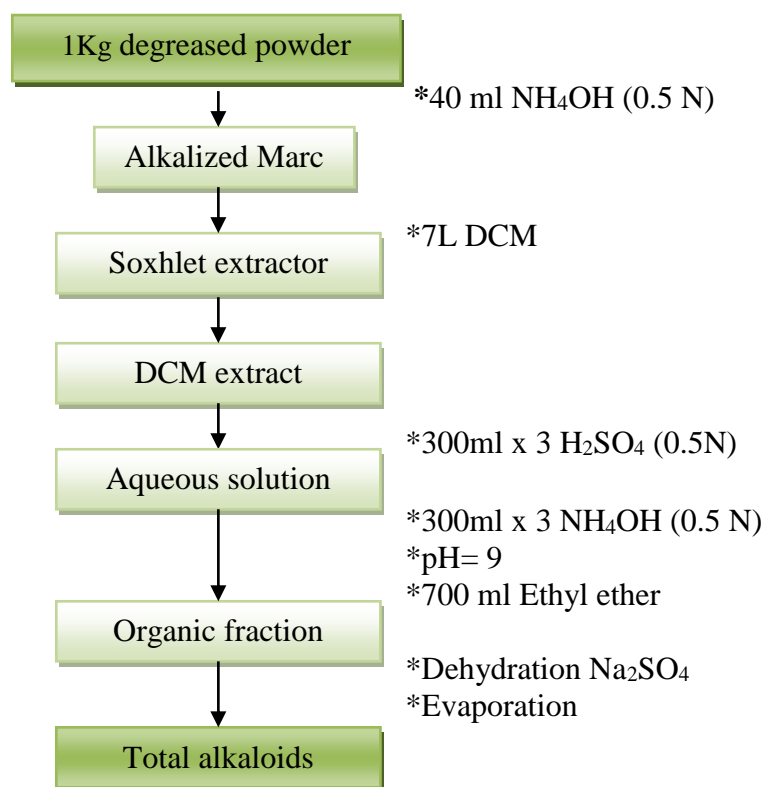 1Kg degreased powder
*40 ml NH₄OH (0.5 N)
Alkalized Marc
*7L DCM
Soxhlet extractor
DCM extract
*300ml x 3 H₂SO₄ (0.5N)
Aqueous solution
*300ml x 3 NH₄OH (0.5 N)
*pH= 9
*700 ml Ethyl ether
Organic fraction
*Dehydration Na₂SO₄
*Evaporation
Total alkaloids